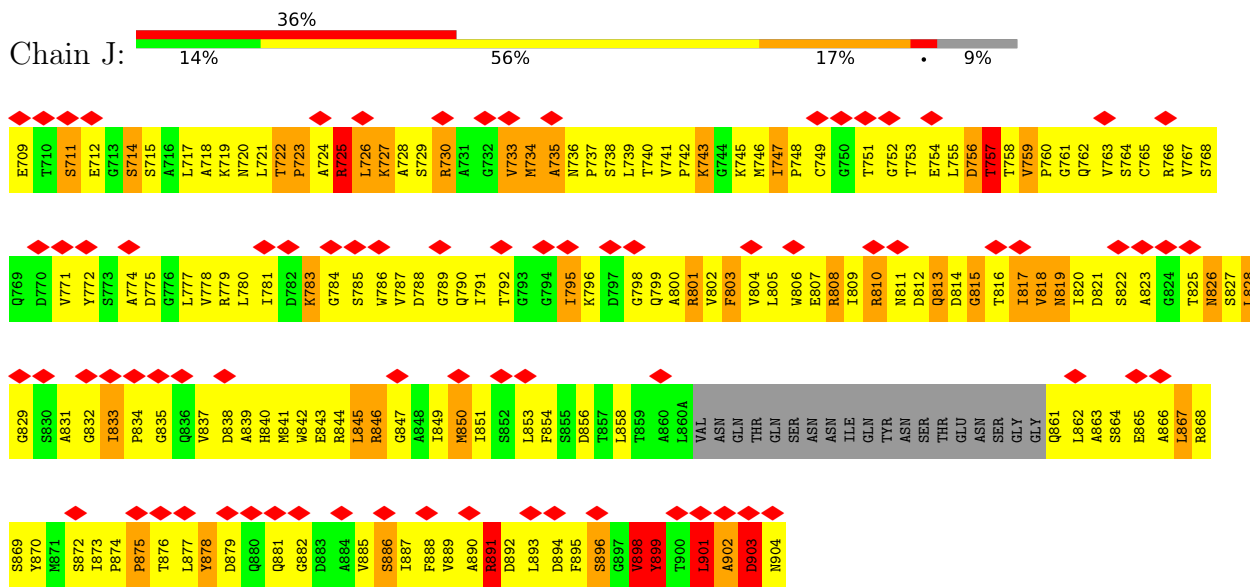 36%
Chain J:
14% 56% 17% • 9%
E709 T710 S711 E712 G713 S714 S715 A716 L717 A718 K719 N720 L721 T722 P723 A724 R725 L726 K727 A728 S729 R730 A731 G732 V733 M734 A735 N736 P737 S738 L739 T740 V741 P742 K743 G744 K745 M746 I747 P748 C749 G750 T751 G752 T753 E754 L755 D756 T757 T758 V759 P760 G761 Q762 V763 S764 C765 R766 V767 S768
Q769 D770 V771 Y772 S773 A774 D775 G776 L777 V778 R779 L780 I781 D782 K783 G784 S785 W786 V787 D788 G789 Q790 I791 T792 G793 G794 I795 K796 D797 G798 Q799 A800 R801 V802 F803 V804 L805 W806 E807 R808 I809 R810 N811 D812 Q813 D814 G815 T816 I817 V818 N819 I820 D821 S822 A823 G824 T825 N826 S827 L828
G829 S830 A831 G832 I833 P834 G835 Q836 V837 D838 A839 H840 M841 W842 E843 R844 L845 R846 G847 A848 I849 M850 I851 S852 L853 F854 S855 D856 T857 L858 T859 A860 L860A VAL ASN GLN THR GLN SER ASN ASN ILE GLN TYR ASN SER THR GLU ASN SER GLY GLY Q861 L862 A863 S864 E865 A866 L867 R868
S869 Y870 M871 S872 I873 P874 P875 T876 L877 Y878 D879 Q880 Q881 G882 D883 A884 V885 S886 I887 F888 V889 A890 R891 D892 L893 D894 F895 S896 G897 V898 Y899 T900 L901 A902 D903 N904